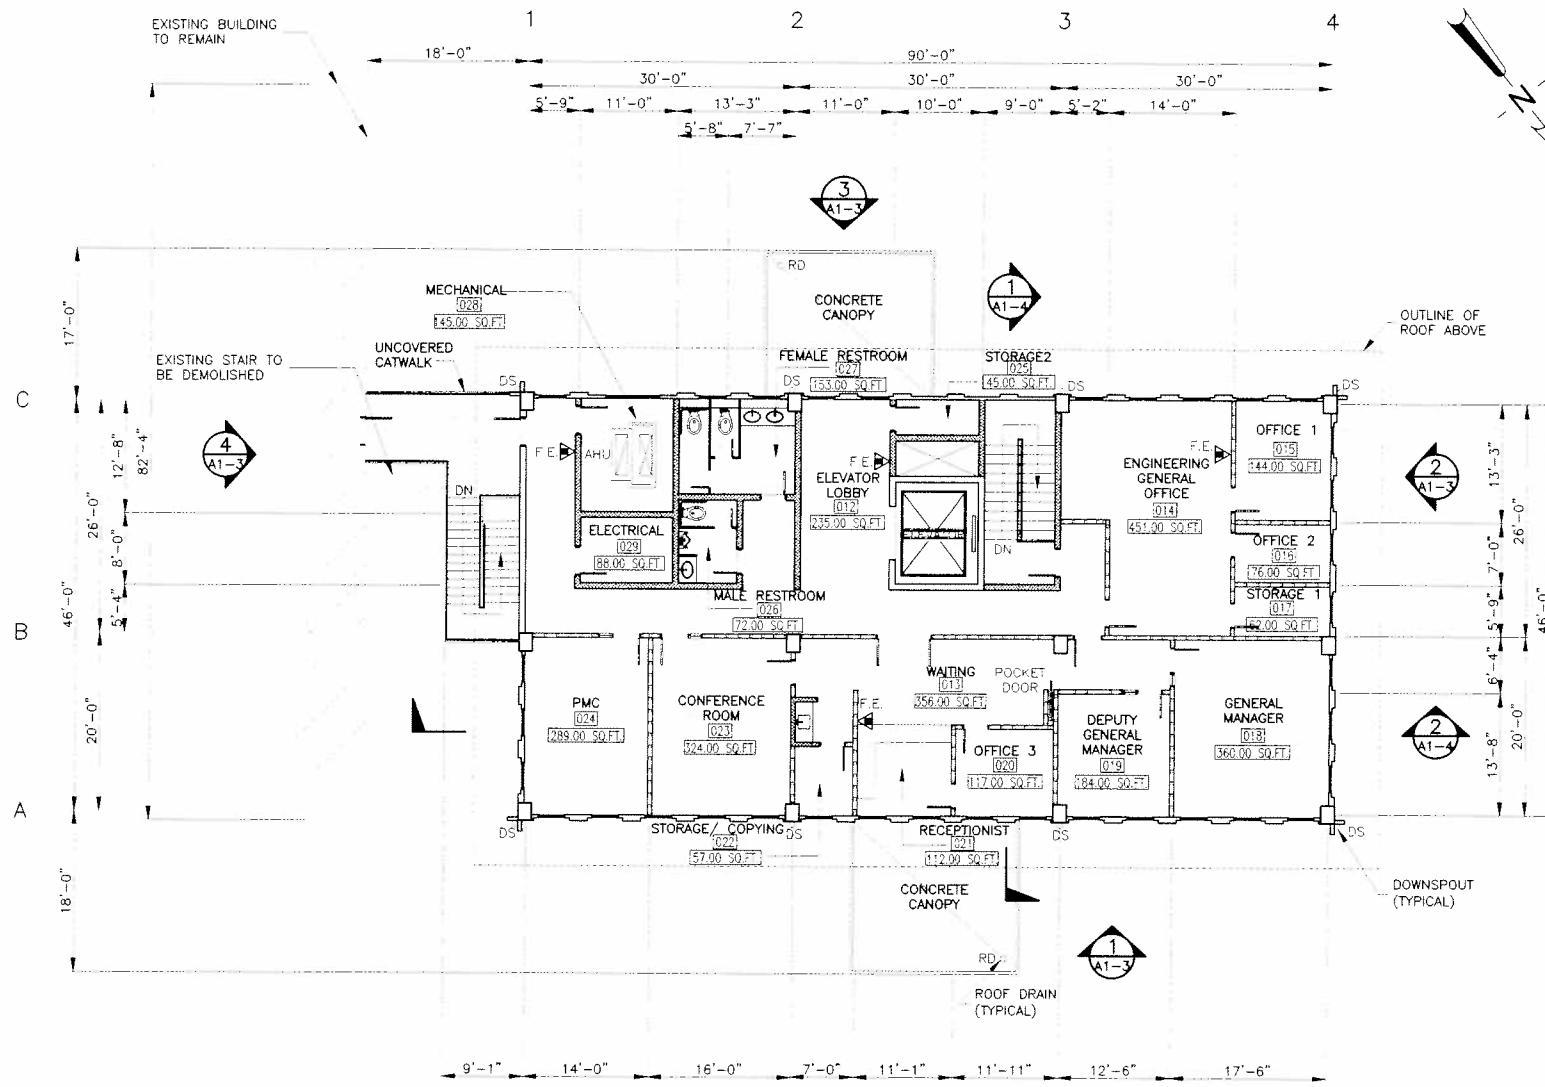 1 2 3 4
EXISTING BUILDING
TO REMAIN
18'-0" 90'-0"
30'-0" 30'-0" 30'-0"
5'-9" 11'-0" 13'-3" 11'-0" 10'-0" 9'-0" 5'-2" 14'-0"
5'-8" 7'-7"
N
3
A1-3
RD
CONCRETE
CANOPY
1
A1-4
MECHANICAL
028
145.00 SQ.FT.
17'-0"
OUTLINE OF
ROOF ABOVE
UNCOVERED
CATWALK
EXISTING STAIR TO
BE DEMOLISHED
FEMALE RESTROOM
027
153.00 SQ.FT.
STORAGE2
025
45.00 SQ.FT.
DS DS DS DS
C
4
A1-3
12'-8"
82'-4"
26'-0"
8'-0"
46'-0"
5'-4"
F.E. AHU
F.E.
ELEVATOR
LOBBY
012
235.00 SQ.FT.
ENGINEERING
GENERAL
OFFICE
014
451.00 SQ.FT.
F.E.
OFFICE 1
015
144.00 SQ.FT.
2
A1-3
13'-3"
26'-0"
7'-0"
5'-9"
46'-0"
DN
ELECTRICAL
029
88.00 SQ.FT.
DN
OFFICE 2
016
76.00 SQ.FT.
STORAGE 1
017
62.00 SQ.FT.
MALE RESTROOM
026
72.00 SQ.FT.
B
20'-0"
PMC
024
289.00 SQ.FT.
CONFERENCE
ROOM
023
324.00 SQ.FT.
F.E.
WAITING
013
356.00 SQ.FT.
POCKET
DOOR
OFFICE 3
020
117.00 SQ.FT.
DEPUTY
GENERAL
MANAGER
019
184.00 SQ.FT.
GENERAL
MANAGER
018
360.00 SQ.FT.
2
A1-4
6'-4"
20'-0"
13'-8"
A
DS DS DS DS
STORAGE/ COPYING
022
57.00 SQ.FT.
RECEPTIONIST
021
112.00 SQ.FT.
18'-0"
CONCRETE
CANOPY
DOWNSPOUT
(TYPICAL)
1
A1-3
RD
ROOF DRAIN
(TYPICAL)
9'-1" 14'-0" 16'-0" 7'-0" 11'-1" 11'-11" 12'-6" 17'-6"